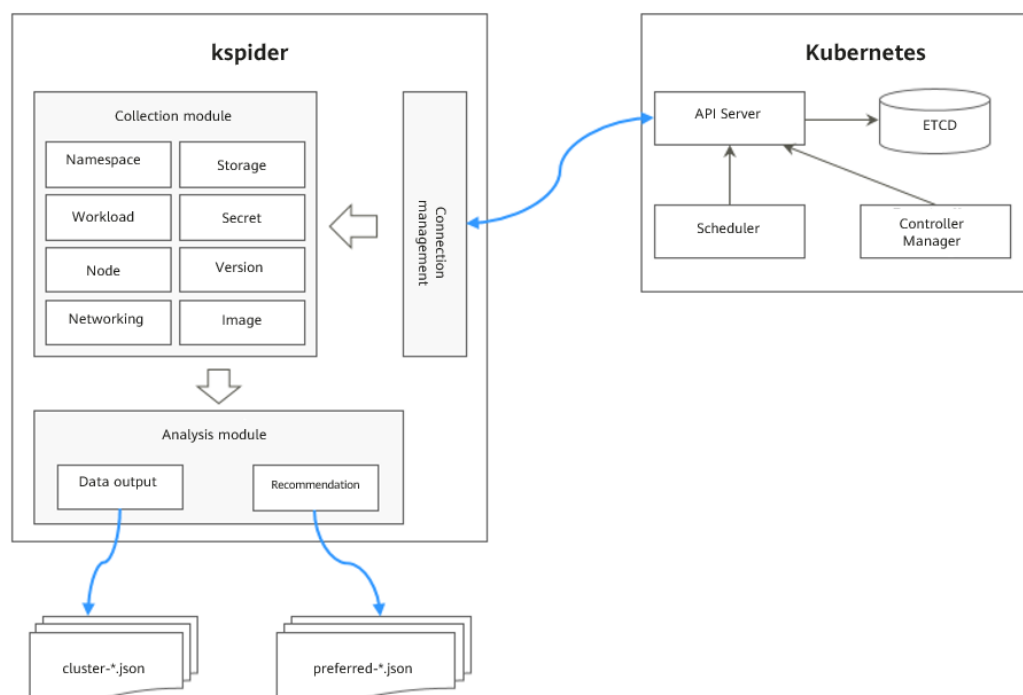 kspider
Collection module
Namespace
Storage
Workload
Secret
Node
Version
Networking
Image
Connection
management
Analysis module
Data output
Recommendation
cluster-*.json
preferred-*.json
Kubernetes
API Server
ETCD
Scheduler
Controller
Manager